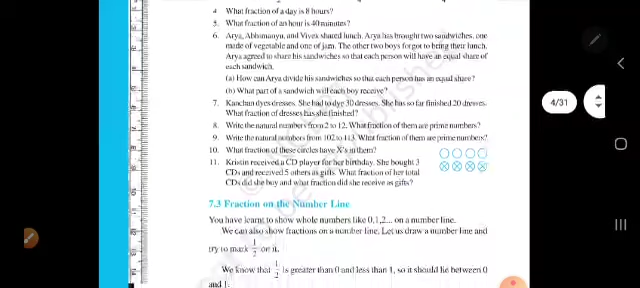 4. What fraction of a day is 8 hours?
5. What fraction of an hour is 40 minutes?
6. Arya, Abhimanyu, and Vivek shared lunch. Arya has brought two sandwiches, one
made of vegetable and one of jam. The other two boys forgot to bring their lunch.
Arya agreed to share his sandwiches so that each person will have an equal share of
each sandwich.
(a) How can Arya divide his sandwiches so that each person has an equal share?
(b) What part of a sandwich will each boy receive?
7. Kanchan dyes dresses. She had to dye 30 dresses. She has so far finished 20 dresses.
What fraction of dresses has she finished?
8. Write the natural numbers from 2 to 12. What fraction of them are prime numbers?
9. Write the natural numbers from 102 to 113. What fraction of them are prime numbers?
10. What fraction of these circles have X's in them?
11. Kristin received a CD player for her birthday. She bought 3
CDs and received 5 others as gifts. What fraction of her total
CDs did she buy and what fraction did she receive as gifts?
7.3 Fraction on the Number Line
You have learnt to show whole numbers like 0,1,2... on a number line.
We can also show fractions on a number line. Let us draw a number line and
try to mark 1/2 on it.
We know that 1/2 is greater than 0 and less than 1, so it should lie between 0
and 1.
4/31